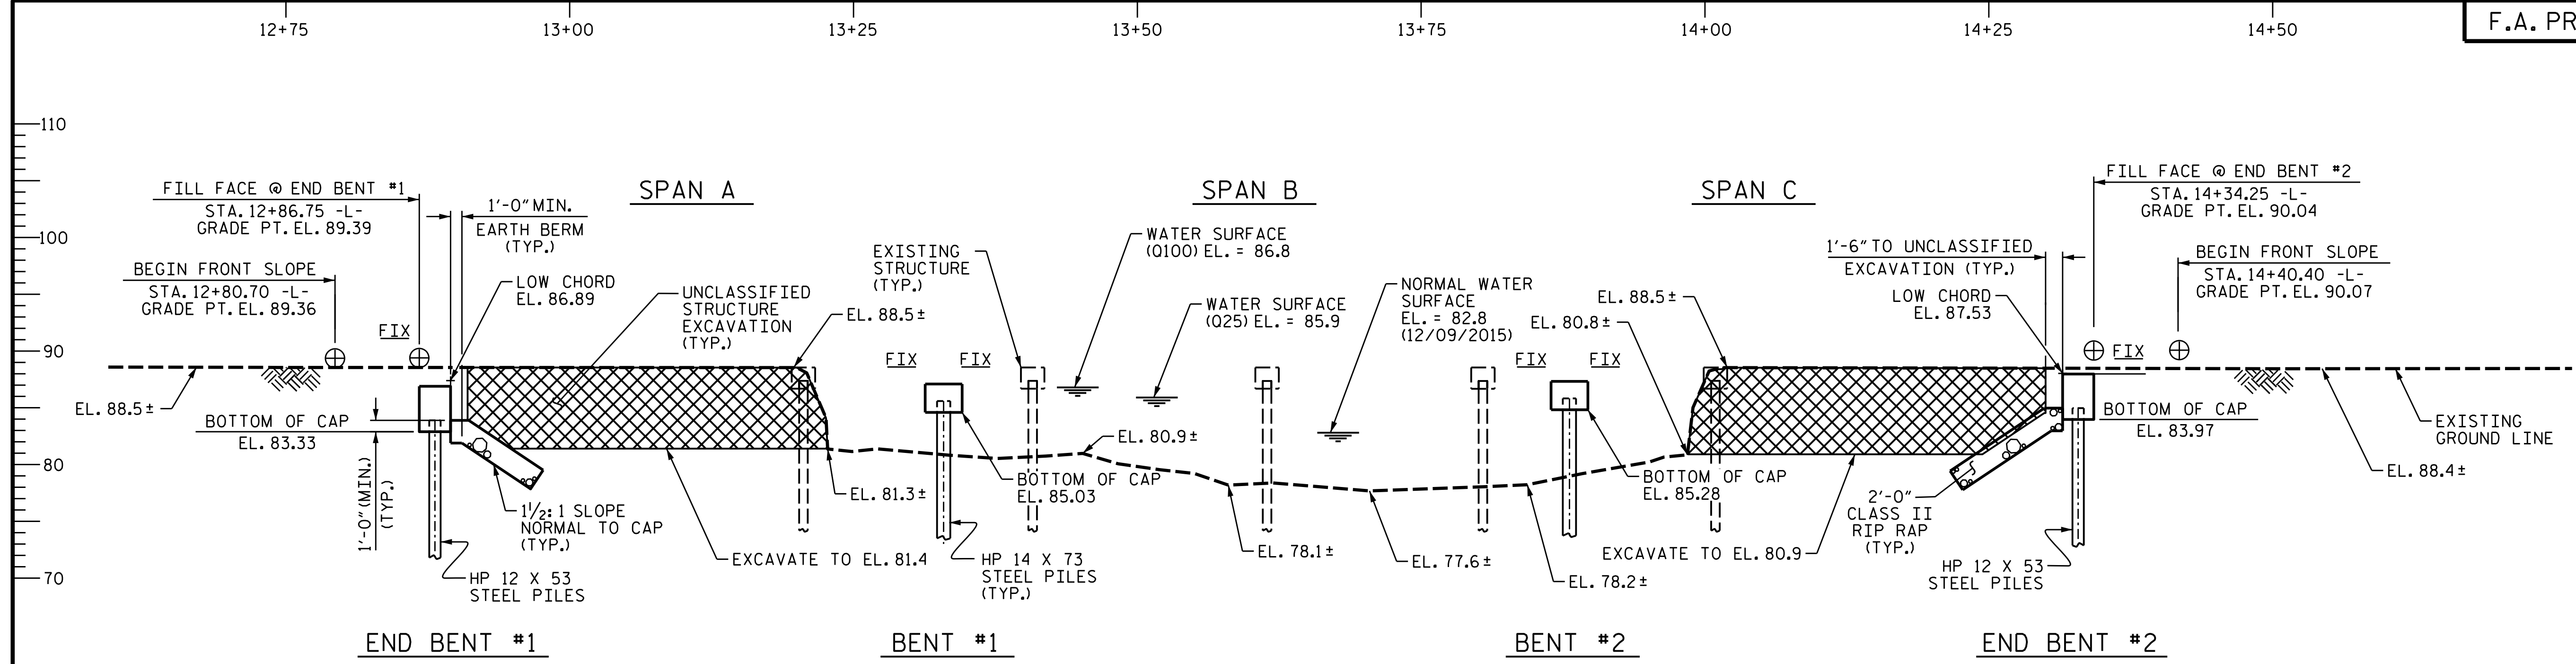 12+75
13+00
13+25
13+50
13+75
14+00
14+25
14+50
F.A. PR
110
100
90
80
70
FILL FACE @ END BENT #1
STA. 12+86.75 -L-
GRADE PT. EL. 89.39
BEGIN FRONT SLOPE
STA. 12+80.70 -L-
GRADE PT. EL. 89.36
FIX
1'-0" MIN.
EARTH BERM
(TYP.)
LOW CHORD
EL. 86.89
SPAN A
UNCLASSIFIED
STRUCTURE
EXCAVATION
(TYP.)
EL. 88.5±
EXISTING
STRUCTURE
(TYP.)
FIX
FIX
SPAN B
WATER SURFACE
(Q100) EL. = 86.8
WATER SURFACE
(Q25) EL. = 85.9
NORMAL WATER
SURFACE
EL. = 82.8
(12/09/2015)
SPAN C
EL. 88.5±
EL. 80.8±
FIX
FIX
1'-6" TO UNCLASSIFIED
EXCAVATION (TYP.)
LOW CHORD
EL. 87.53
FILL FACE @ END BENT #2
STA. 14+34.25 -L-
GRADE PT. EL. 90.04
BEGIN FRONT SLOPE
STA. 14+40.40 -L-
GRADE PT. EL. 90.07
FIX
EL. 88.5±
BOTTOM OF CAP
EL. 83.33
1'-0" (MIN.)
(TYP.)
1½:1 SLOPE
NORMAL TO CAP
(TYP.)
HP 12 X 53
STEEL PILES
EXCAVATE TO EL. 81.4
EL. 81.3±
HP 14 X 73
STEEL PILES
(TYP.)
BOTTOM OF CAP
EL. 85.03
EL. 80.9±
EL. 78.1±
EL. 77.6±
EL. 78.2±
BOTTOM OF CAP
EL. 85.28
EXCAVATE TO EL. 80.9
2'-0"
CLASS II
RIP RAP
(TYP.)
HP 12 X 53
STEEL PILES
BOTTOM OF CAP
EL. 83.97
EXISTING
GROUND LINE
EL. 88.4±
END BENT #1
BENT #1
BENT #2
END BENT #2